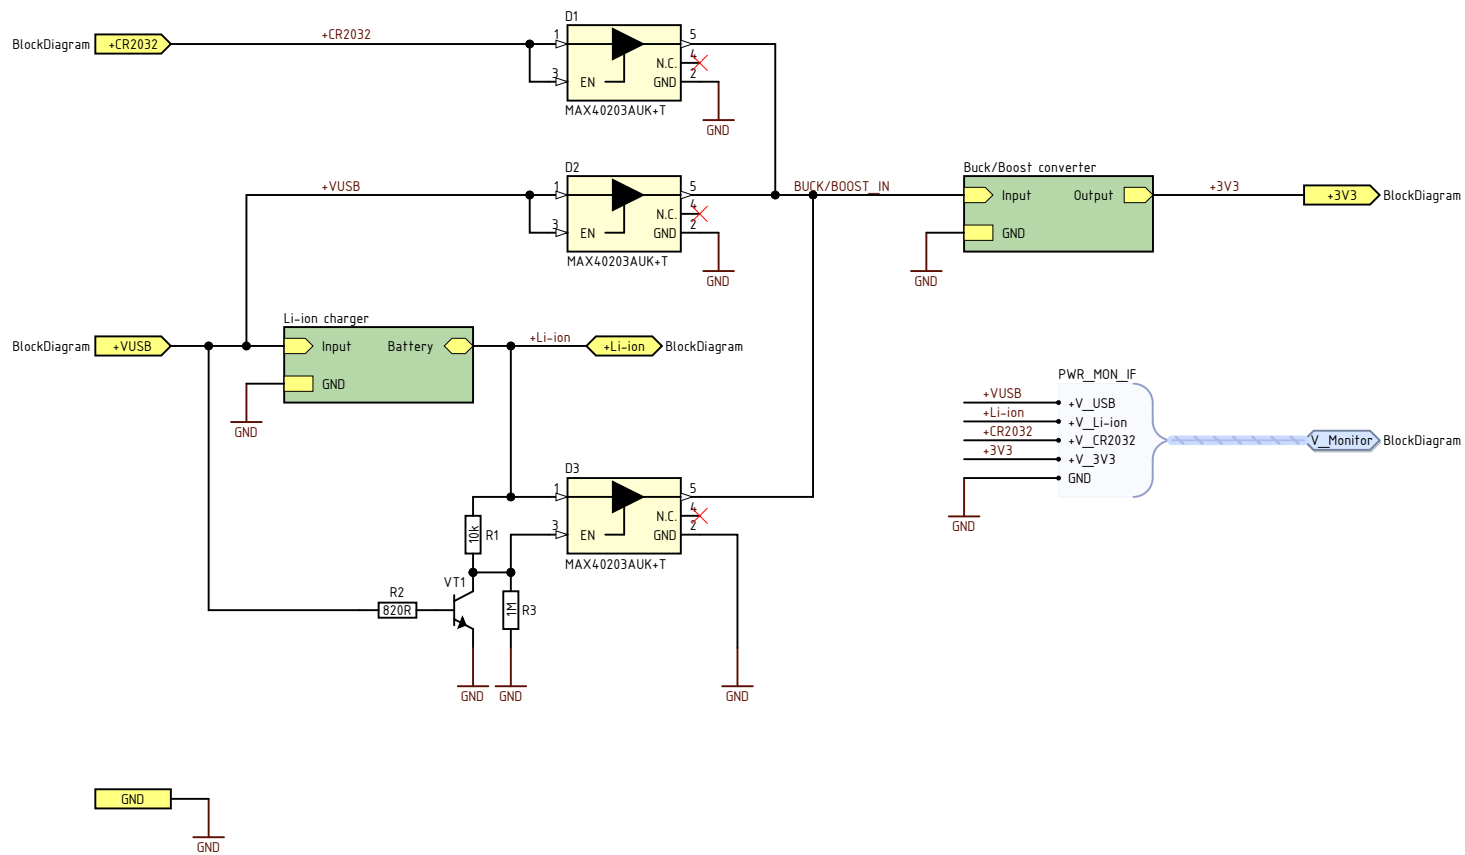 D1
BlockDiagram +CR2032 +CR2032 1 5
N.C. 4
3 EN GND 2
MAX40203AUK+T
GND
D2 Buck/Boost converter
+VUSB 1 5 BUCK/BOOST_IN Input Output +3V3 +3V3 BlockDiagram
N.C. 4
3 EN GND 2 GND
MAX40203AUK+T
GND GND
Li-ion charger
BlockDiagram +VUSB Input Battery +Li-ion +Li-ion BlockDiagram
GND
GND
PWR_MON_IF
+VUSB +V_USB
+Li-ion +V_Li-ion
+CR2032 +V_CR2032 V_Monitor BlockDiagram
+3V3 +V_3V3
GND
GND
D3
1 5
N.C. 4
10k R1 3 EN GND 2
MAX40203AUK+T
VT1
R2
820R 1M R3
GND GND GND
GND
GND